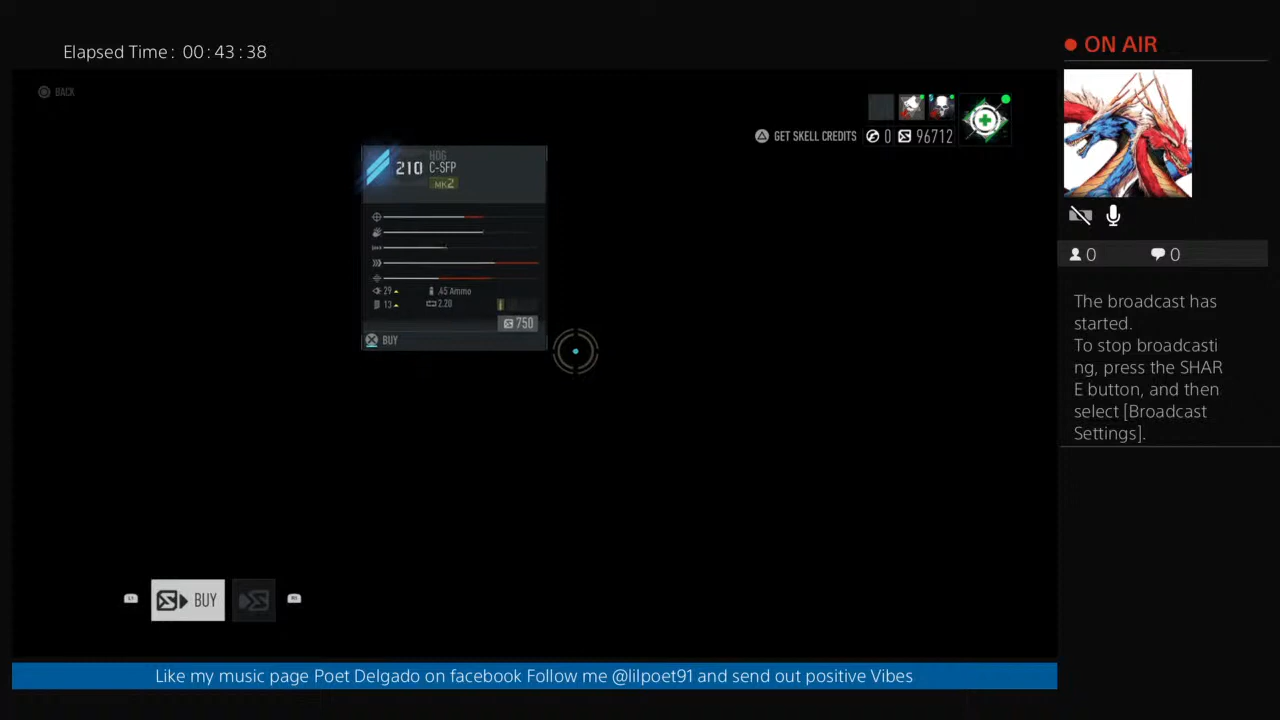 Elapsed Time: 00:43:38
ON AIR
BACK
GET SKELL CREDITS 0 96712
210 HDG
C-SFP
MK2
29 .45 Ammo
13 2.20
750
BUY
0 0
The broadcast has
started.
To stop broadcasti
ng, press the SHAR
E button, and then
select [Broadcast
Settings].
L1 BUY R1
Like my music page Poet Delgado on facebook Follow me @lilpoet91 and send out positive Vibes